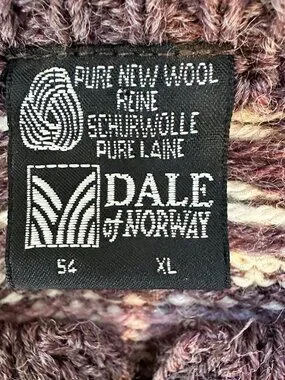 PURE NEW WOOL
REINE
SCHURWOLLE
PURE LAINE
DALE
of NORWAY
54 XL